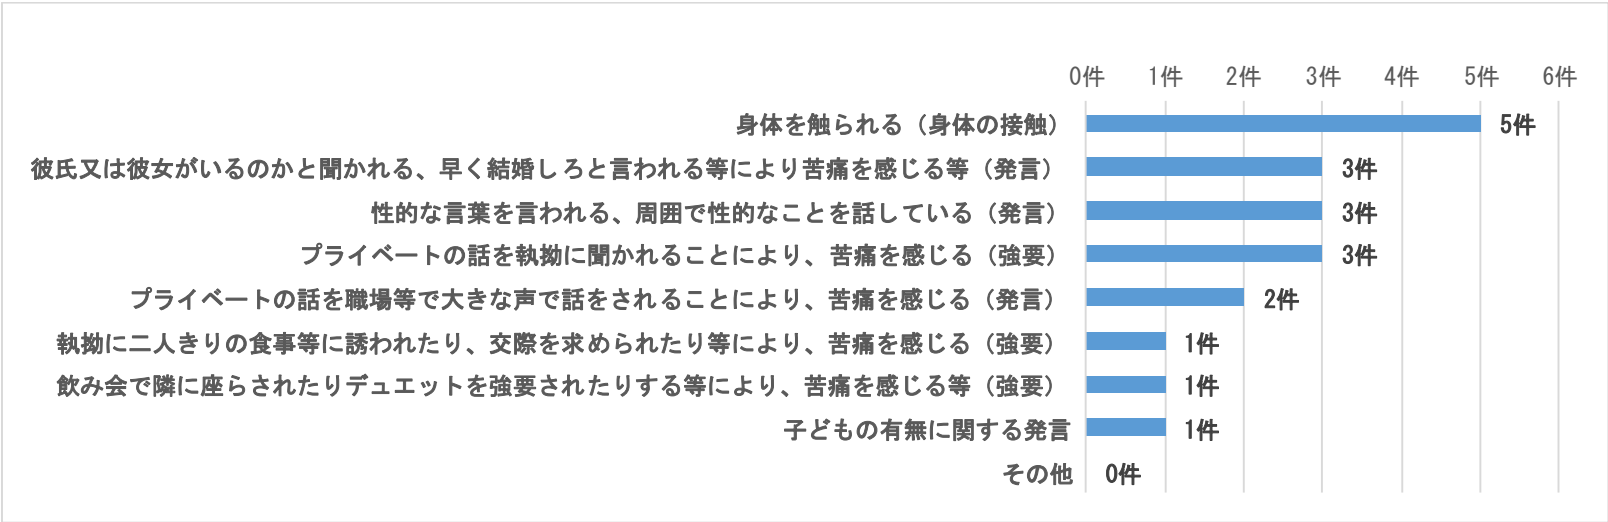 0件 1件 2件 3件 4件 5件 6件
身体を触られる（身体の接触） 5件
彼氏又は彼女がいるのかと聞かれる、早く結婚しろと言われる等により苦痛を感じる等（発言） 3件
性的な言葉を言われる、周囲で性的なことを話している（発言） 3件
プライベートの話を執拗に聞かれることにより、苦痛を感じる（強要） 3件
プライベートの話を職場等で大きな声で話をされることにより、苦痛を感じる（発言） 2件
執拗に二人きりの食事等に誘われたり、交際を求められたり等により、苦痛を感じる（強要） 1件
飲み会で隣に座らされたりデュエットを強要されたりする等により、苦痛を感じる等（強要） 1件
子どもの有無に関する発言 1件
その他 0件